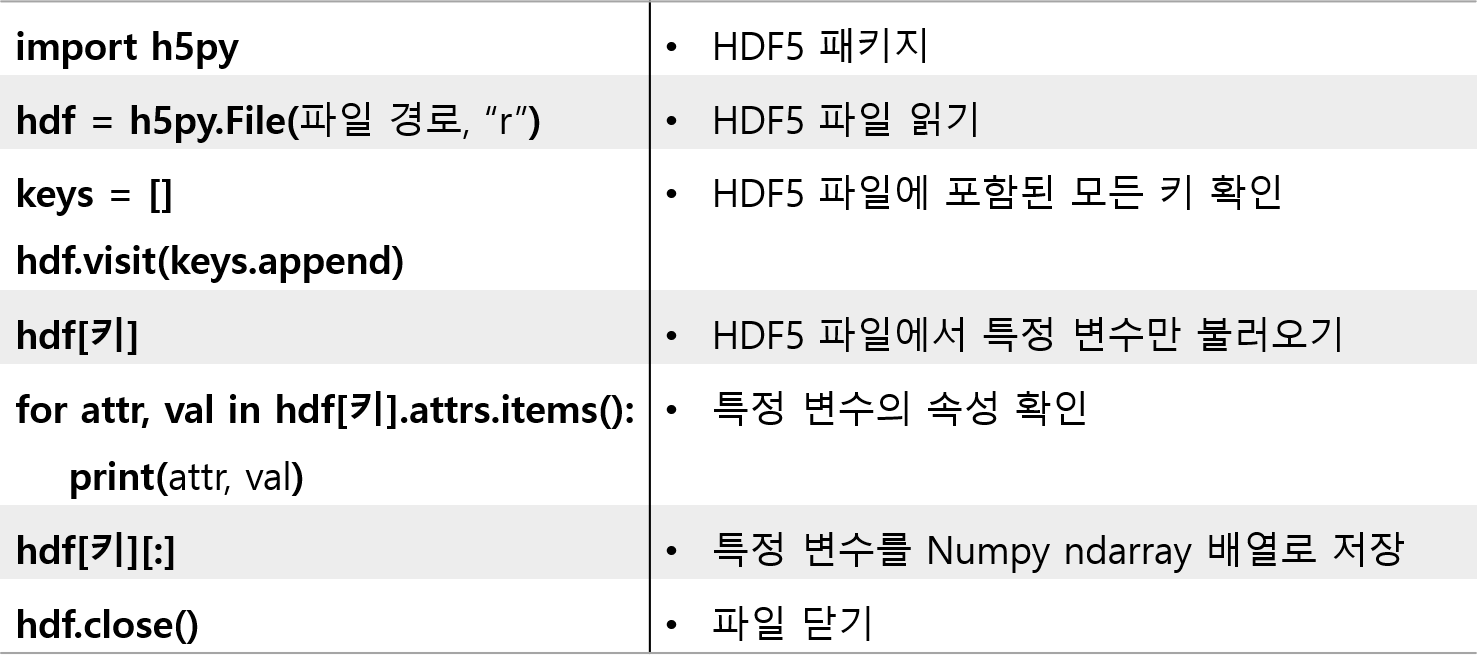 import h5py • HDF5 패키지
hdf = h5py.File(파일 경로, “r”) • HDF5 파일 읽기
keys = [] • HDF5 파일에 포함된 모든 키 확인
hdf.visit(keys.append)
hdf[키] • HDF5 파일에서 특정 변수만 불러오기
for attr, val in hdf[키].attrs.items(): • 특정 변수의 속성 확인
print(attr, val)
hdf[키][:] • 특정 변수를 Numpy ndarray 배열로 저장
hdf.close() • 파일 닫기